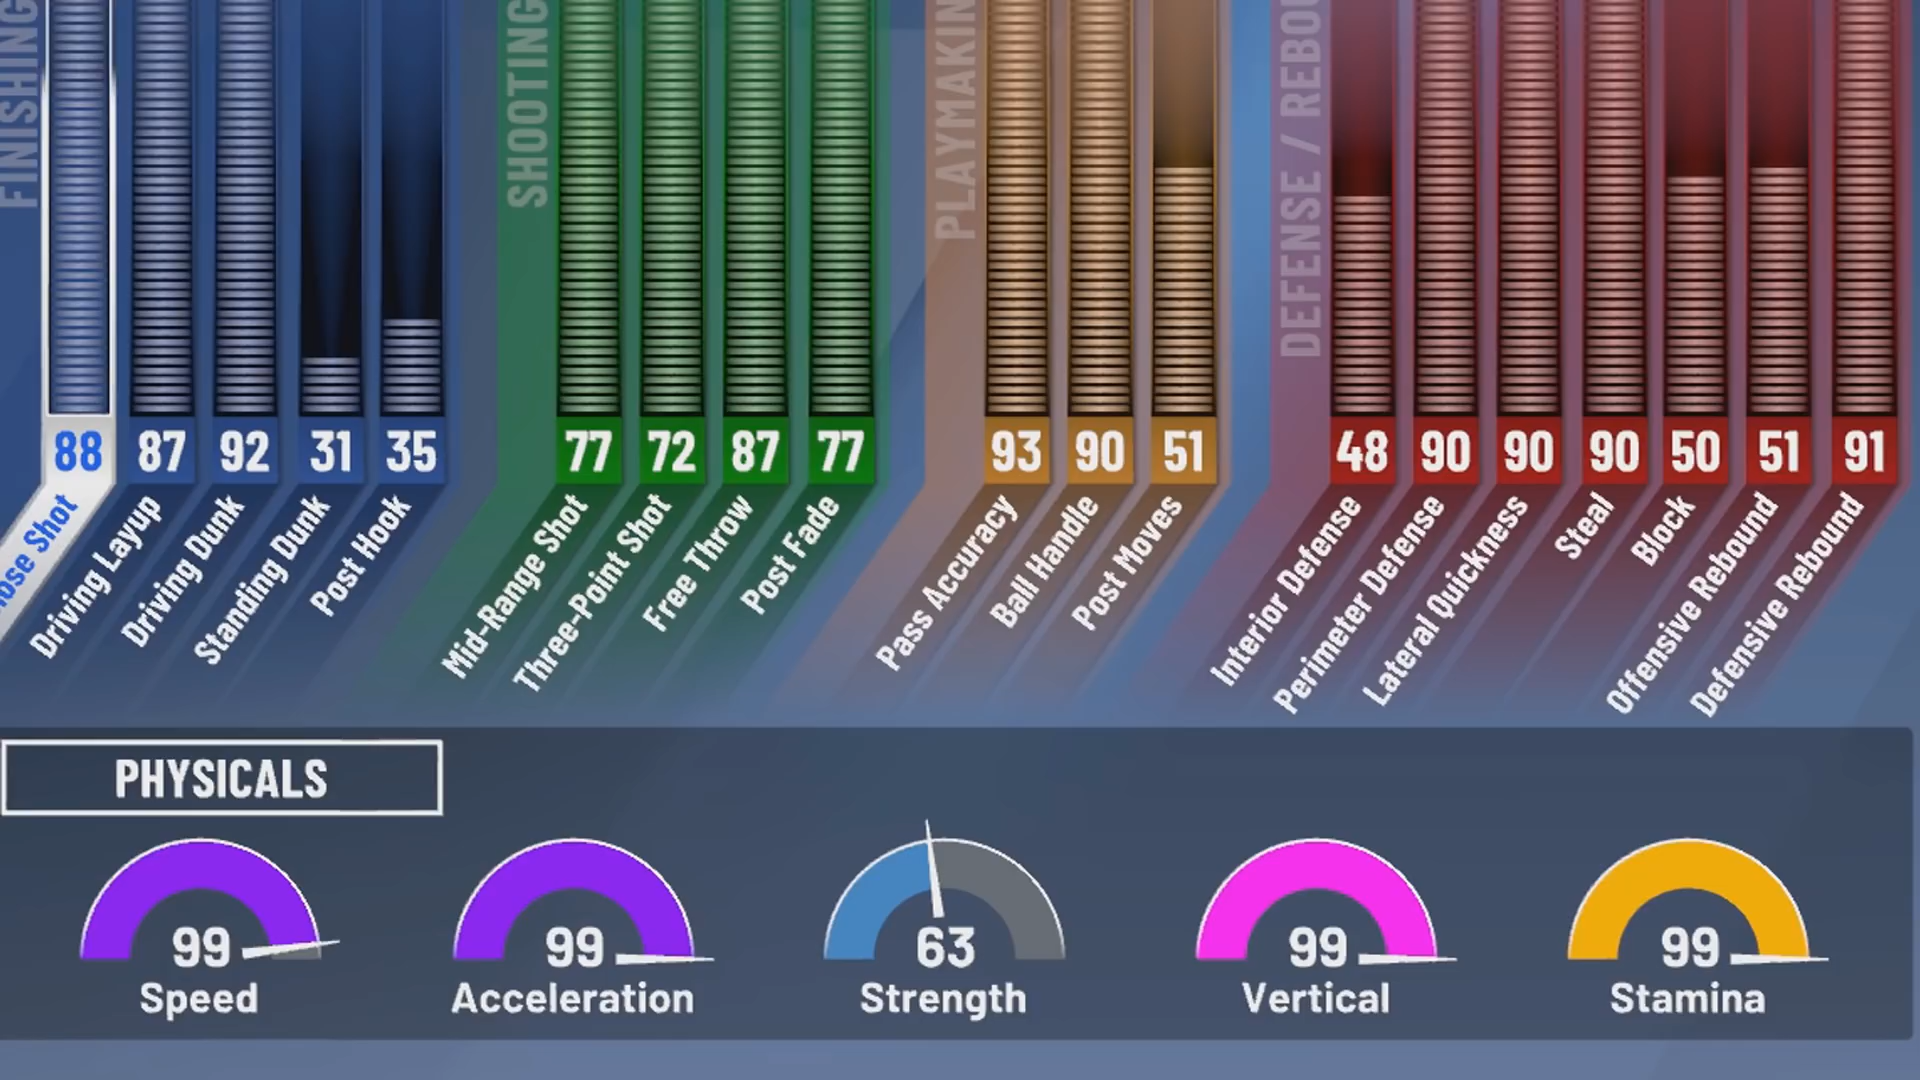 FINISHING
88 87 92 31 35
Shot
Driving Layup
Driving Dunk
Standing Dunk
Post Hook
SHOOTING
77 72 87 77
Mid-Range Shot
Three-Point Shot
Free Throw
Post Fade
PLAYMAKIN
93 90 51
Pass Accuracy
Ball Handle
Post Moves
DEFENSE / REBOU
48 90 90 90 50 51 91
Interior Defense
Perimeter Defense
Lateral Quickness
Steal
Block
Offensive Rebound
Defensive Rebound
PHYSICALS
99 99 63 99 99
Speed Acceleration Strength Vertical Stamina